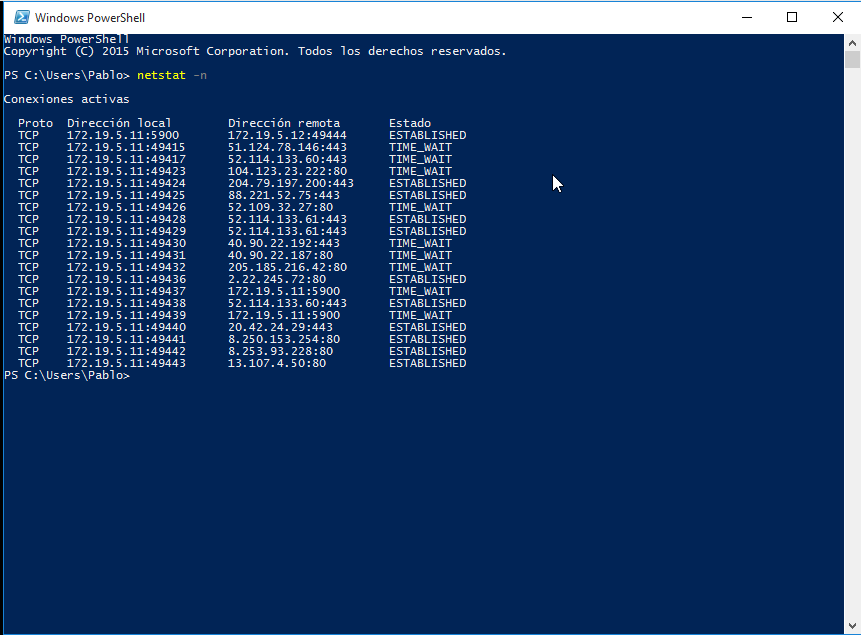 Windows PowerShell
Windows PowerShell
Copyright (C) 2015 Microsoft Corporation. Todos los derechos reservados.
PS C:\Users\Pablo> netstat -n
Conexiones activas
Proto Dirección local Dirección remota Estado
TCP 172.19.5.11:5900 172.19.5.12:49444 ESTABLISHED
TCP 172.19.5.11:49415 51.124.78.146:443 TIME_WAIT
TCP 172.19.5.11:49417 52.114.133.60:443 TIME_WAIT
TCP 172.19.5.11:49423 104.123.23.222:80 TIME_WAIT
TCP 172.19.5.11:49424 204.79.197.200:443 ESTABLISHED
TCP 172.19.5.11:49425 88.221.52.75:443 ESTABLISHED
TCP 172.19.5.11:49426 52.109.32.27:80 TIME_WAIT
TCP 172.19.5.11:49428 52.114.133.61:443 ESTABLISHED
TCP 172.19.5.11:49429 52.114.133.61:443 ESTABLISHED
TCP 172.19.5.11:49430 40.90.22.192:443 TIME_WAIT
TCP 172.19.5.11:49431 40.90.22.187:80 TIME_WAIT
TCP 172.19.5.11:49432 205.185.216.42:80 TIME_WAIT
TCP 172.19.5.11:49436 2.22.245.72:80 ESTABLISHED
TCP 172.19.5.11:49437 172.19.5.11:5900 TIME_WAIT
TCP 172.19.5.11:49438 52.114.133.60:443 ESTABLISHED
TCP 172.19.5.11:49439 172.19.5.11:5900 TIME_WAIT
TCP 172.19.5.11:49440 20.42.24.29:443 ESTABLISHED
TCP 172.19.5.11:49441 8.250.153.254:80 ESTABLISHED
TCP 172.19.5.11:49442 8.253.93.228:80 ESTABLISHED
TCP 172.19.5.11:49443 13.107.4.50:80 ESTABLISHED
PS C:\Users\Pablo>